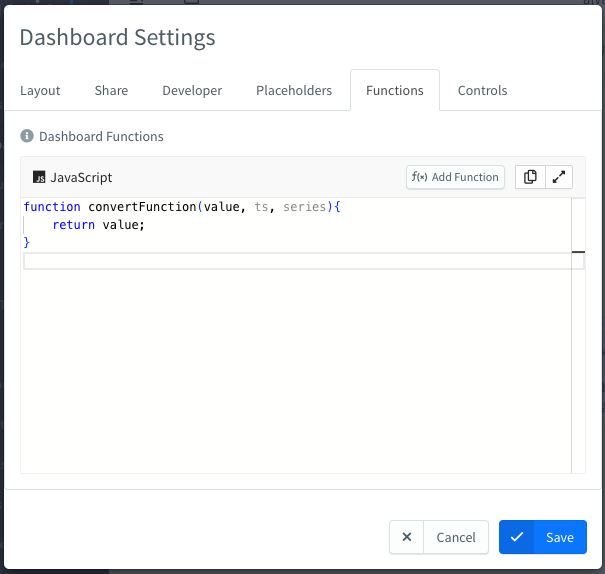 Dashboard Settings
Layout Share Developer Placeholders Functions Controls
Dashboard Functions
JS JavaScript f(x) Add Function
function convertFunction(value, ts, series){
    return value;
}
Cancel Save